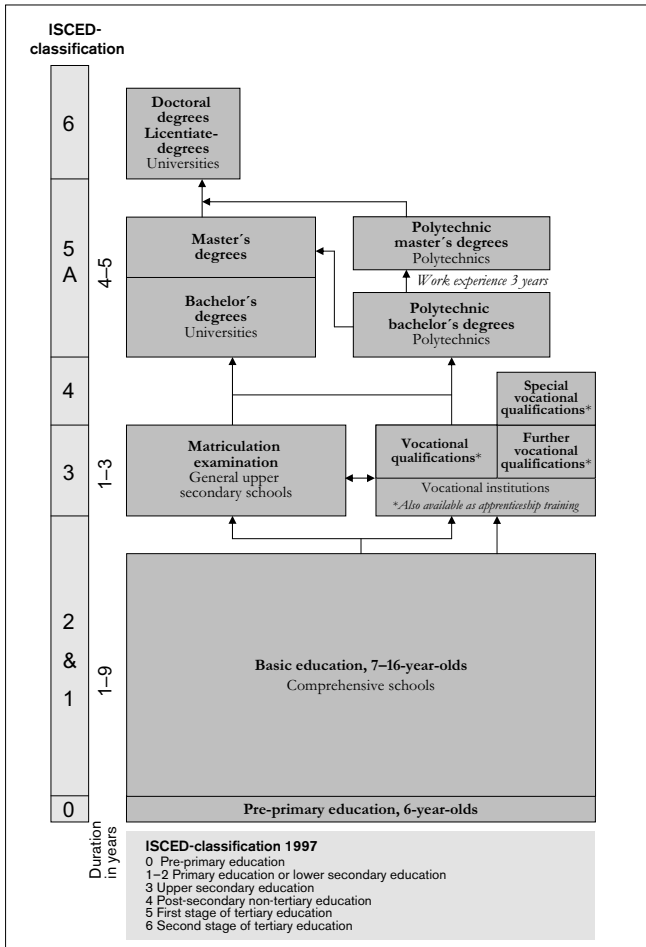 ISCED-
classification
6
Doctoral
degrees
Licentiate-
degrees
Universities
5
A
4–5
Master´s
degrees
Polytechnic
master´s degrees
Polytechnics
Work experience 3 years
Bachelor´s
degrees
Universities
Polytechnic
bachelor´s degrees
Polytechnics
4
Special
vocational
qualifications*
3
1–3
Matriculation
examination
General upper
secondary schools
Vocational
qualifications*
Further
vocational
qualifications*
Vocational institutions
*Also available as apprenticeship training
2
&
1
1–9
Basic education, 7–16-year-olds
Comprehensive schools
0
Pre-primary education, 6-year-olds
Duration
in years
ISCED-classification 1997
0 Pre-primary education
1–2 Primary education or lower secondary education
3 Upper secondary education
4 Post-secondary non-tertiary education
5 First stage of tertiary education
6 Second stage of tertiary education